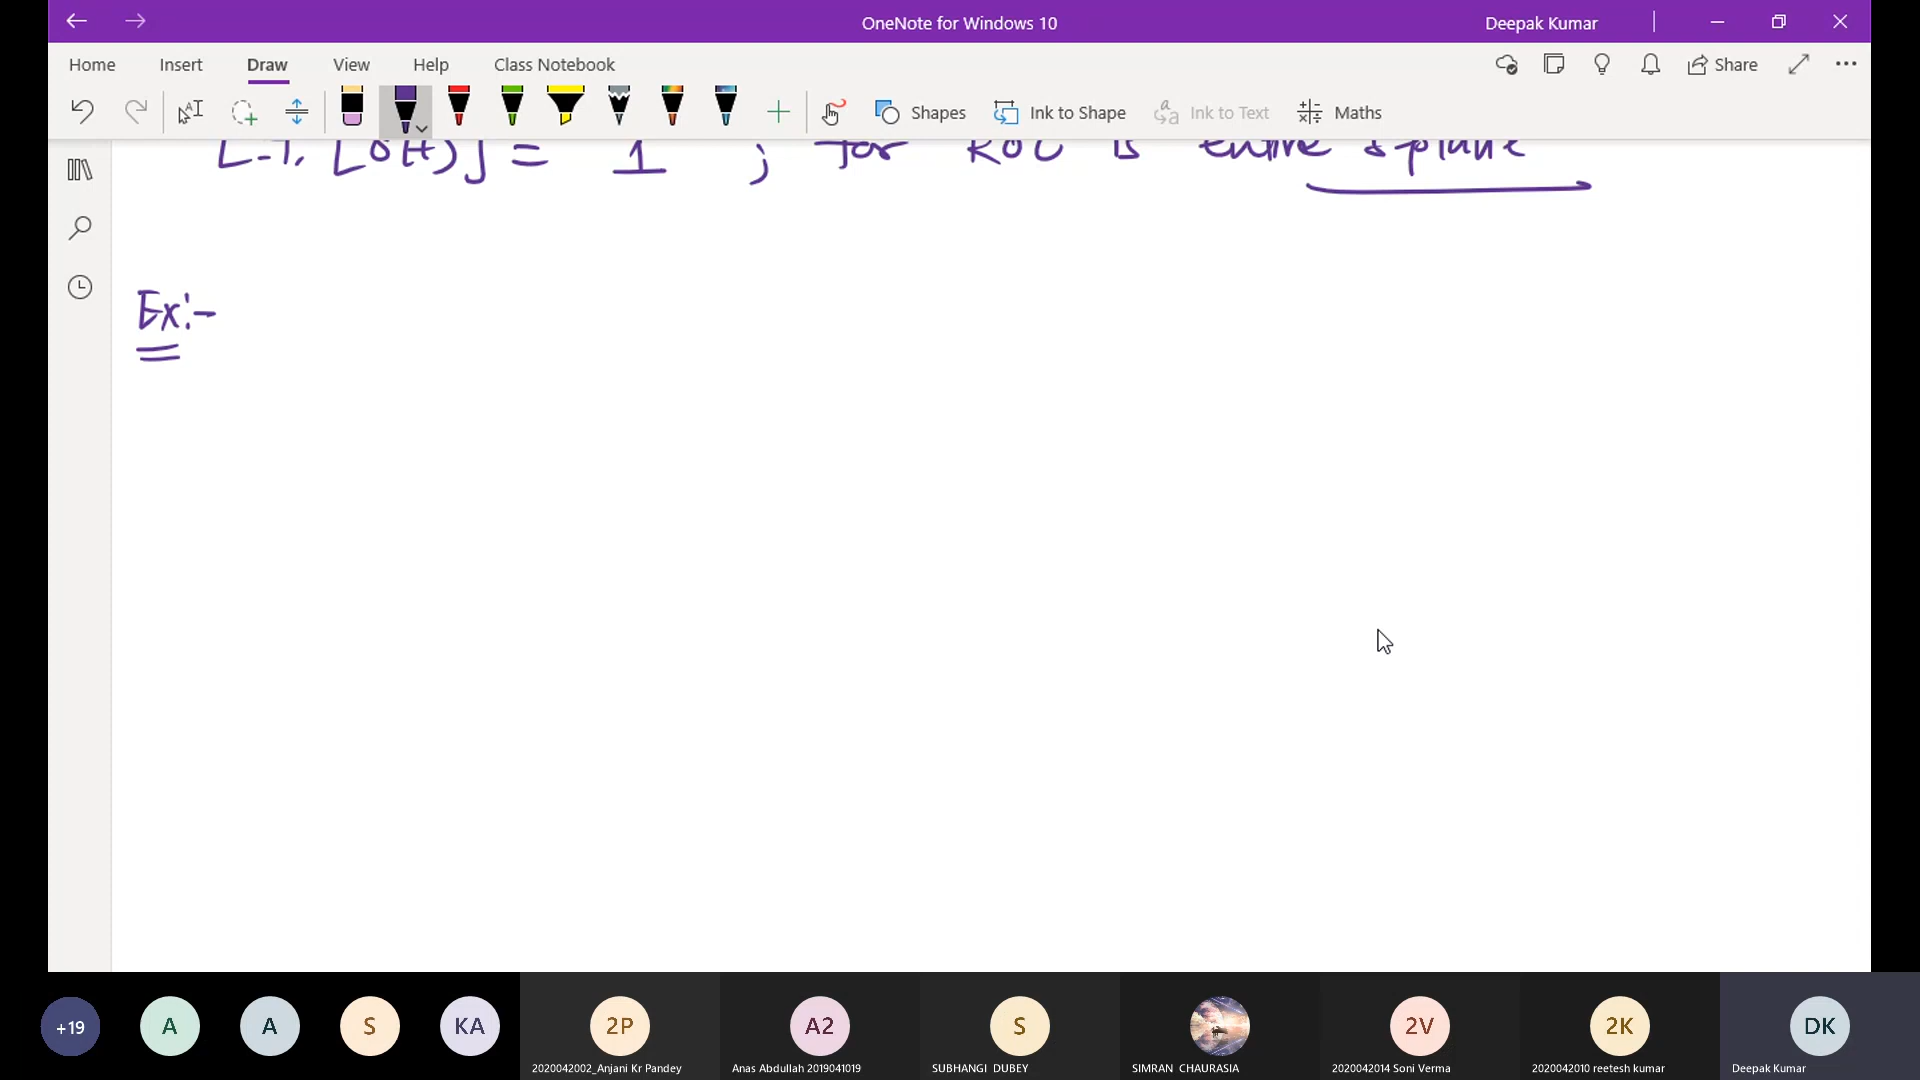 OneNote for Windows 10
Deepak Kumar
Home Insert Draw View Help Class Notebook
Share
Shapes Ink to Shape Ink to Text Maths
L.T. [δ(t)] = 1 ; for ROC is entire s-plane
Ex:-
+19 A A S KA 2P A2 S 2V 2K DK
2020042002_Anjani Kr Pandey Anas Abdullah 2019041019 SUBHANGI DUBEY SIMRAN CHAURASIA 2020042014 Soni Verma 2020042010 reetesh kumar Deepak Kumar